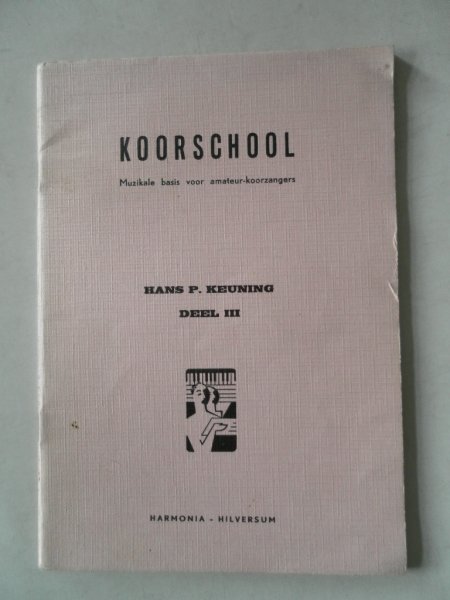 KOORSCHOOL
Muzikale basis voor amateur-koorzangers
HANS P. KEUNING
DEEL III
HARMONIA - HILVERSUM